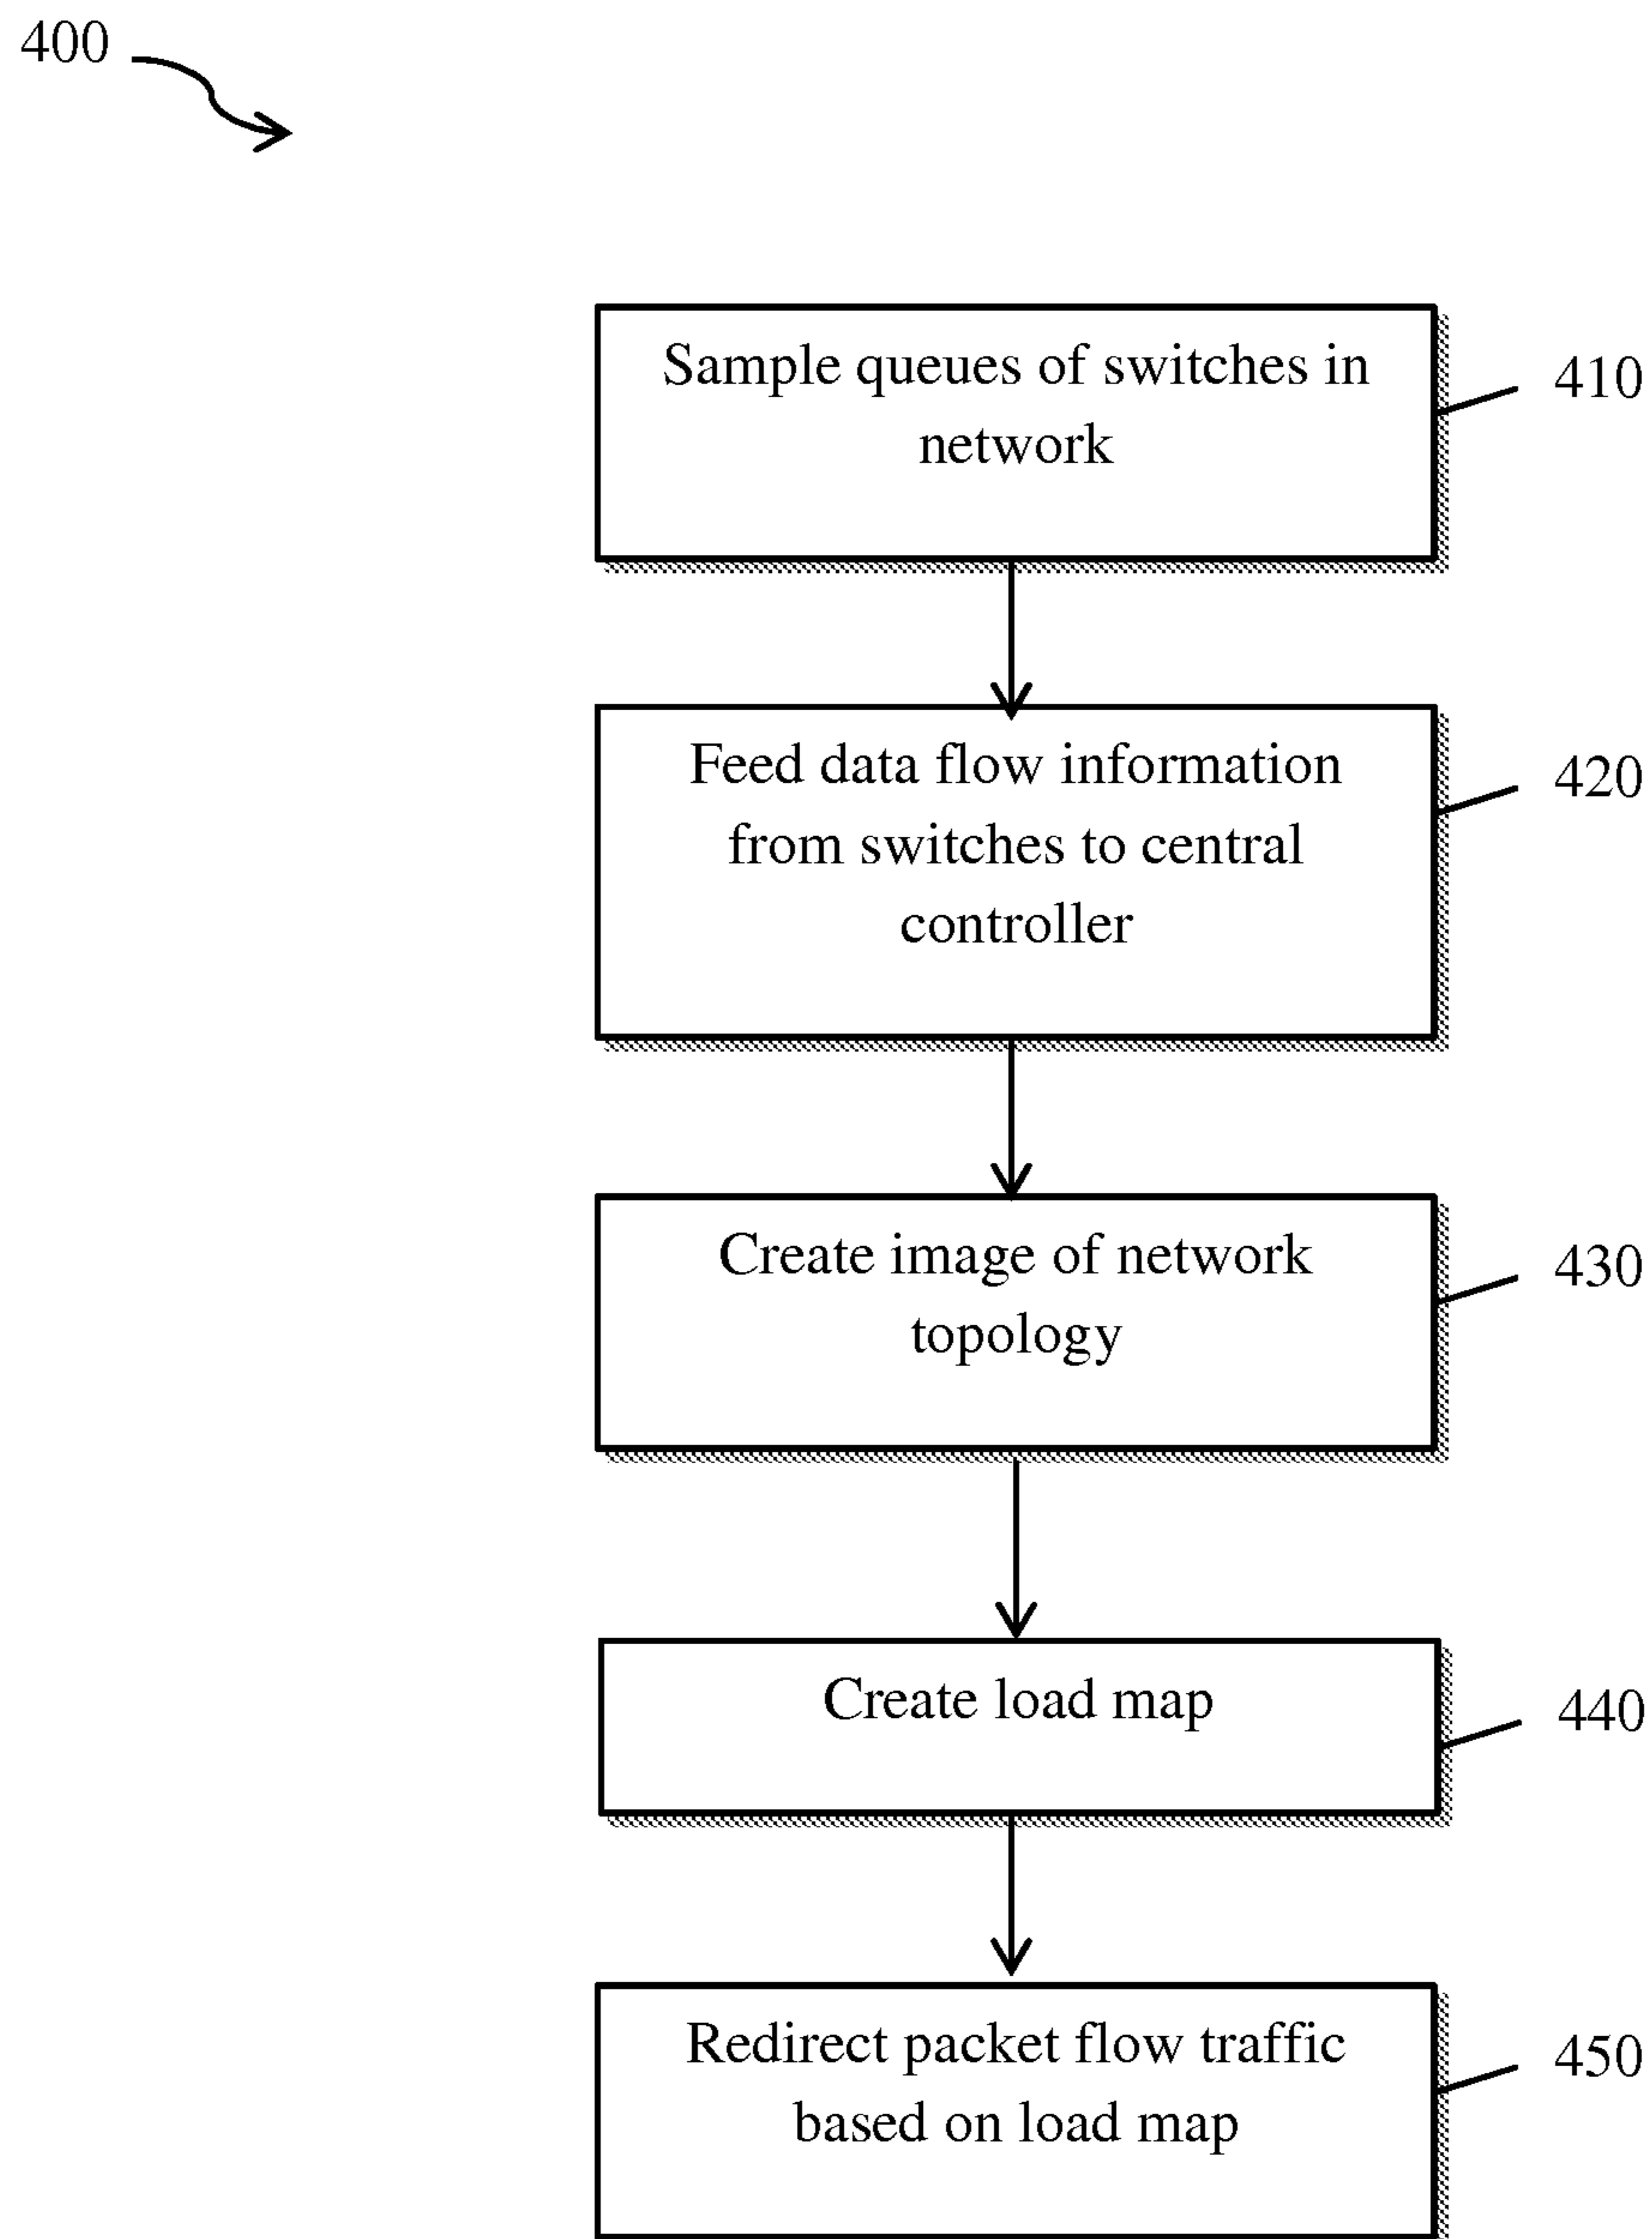 400
Sample queues of switches in
network
410
Feed data flow information
from switches to central
controller
420
Create image of network
topology
430
Create load map
440
Redirect packet flow traffic
based on load map
450